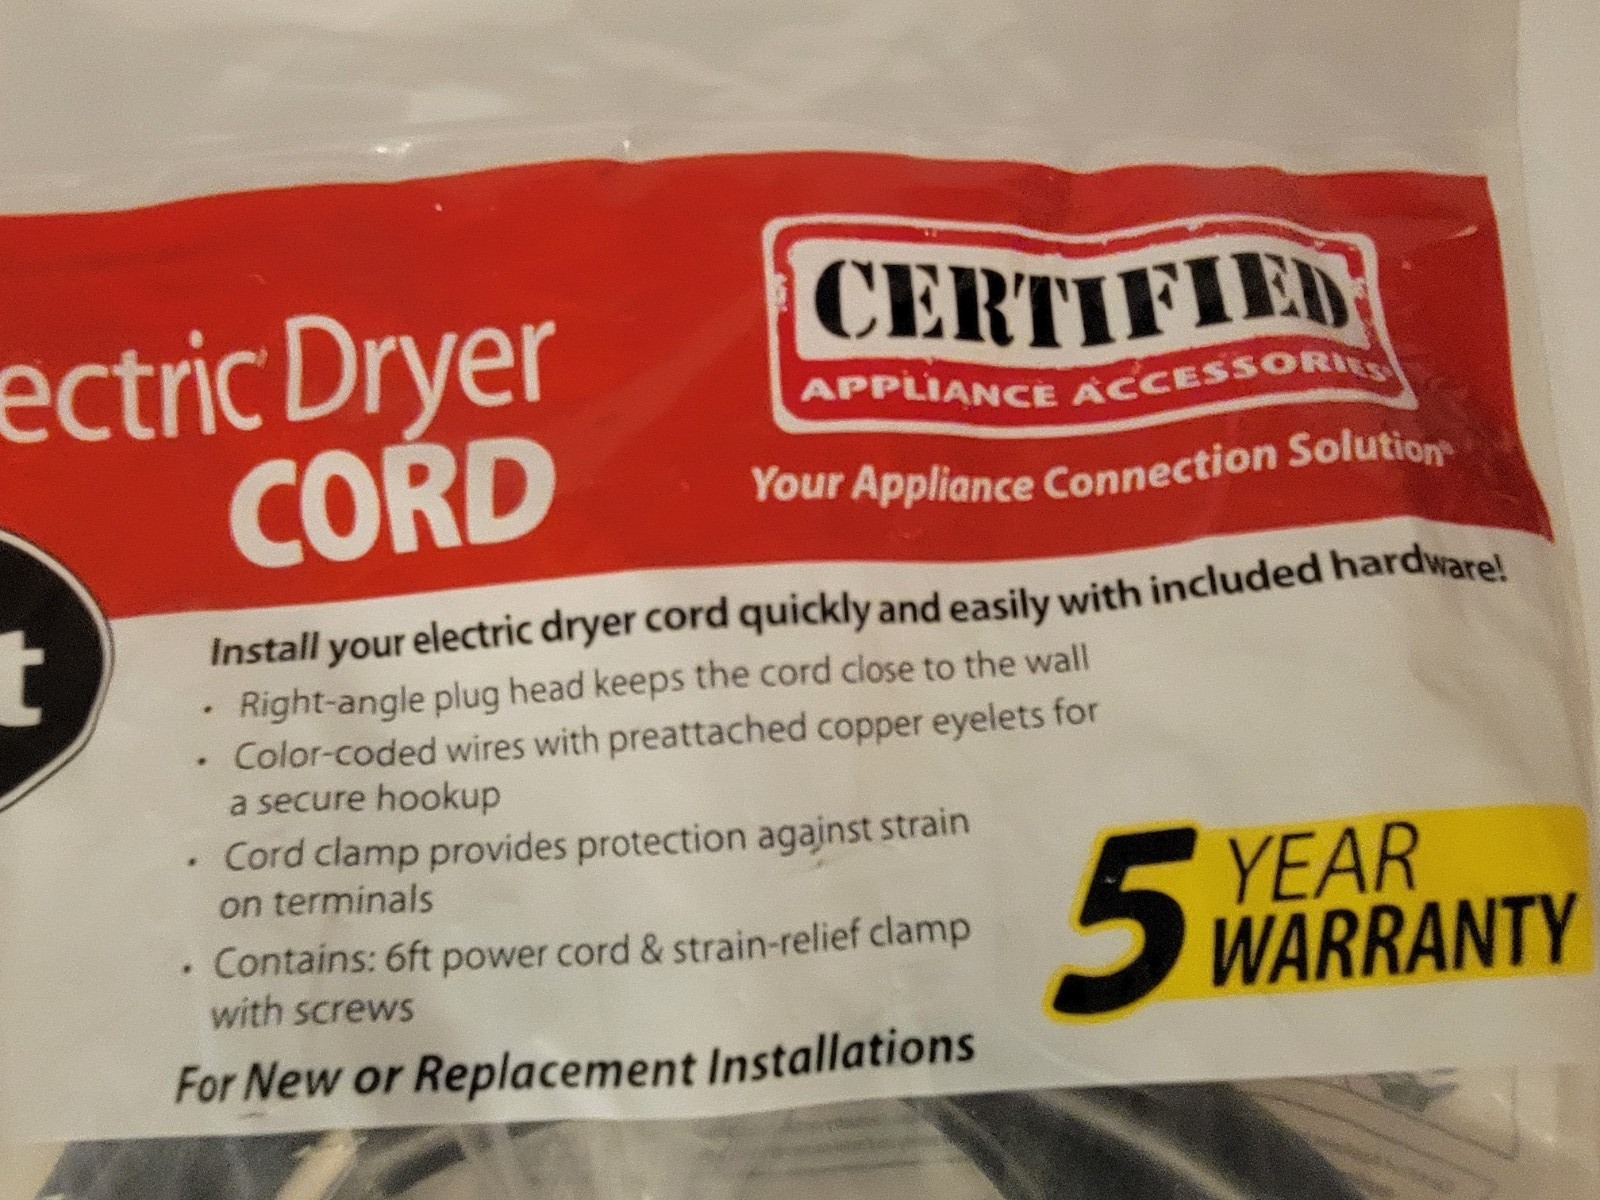 ectric Dryer
CORD
CERTIFIED
APPLIANCE ACCESSORIES®
Your Appliance Connection Solution®
t
Install your electric dryer cord quickly and easily with included hardware!
• Right-angle plug head keeps the cord close to the wall
• Color-coded wires with preattached copper eyelets for
a secure hookup
• Cord clamp provides protection against strain
on terminals
• Contains: 6ft power cord & strain-relief clamp
with screws
For New or Replacement Installations
5 YEAR
WARRANTY